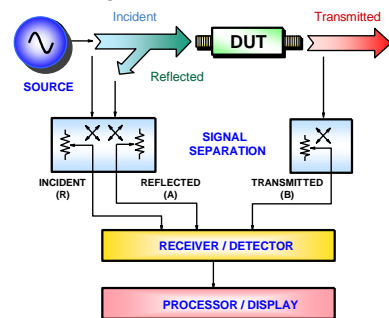 Incident
Transmitted
DUT
SOURCE
Reflected
SIGNAL
SEPARATION
INCIDENT
(R)
REFLECTED
(A)
TRANSMITTED
(B)
RECEIVER / DETECTOR
PROCESSOR / DISPLAY